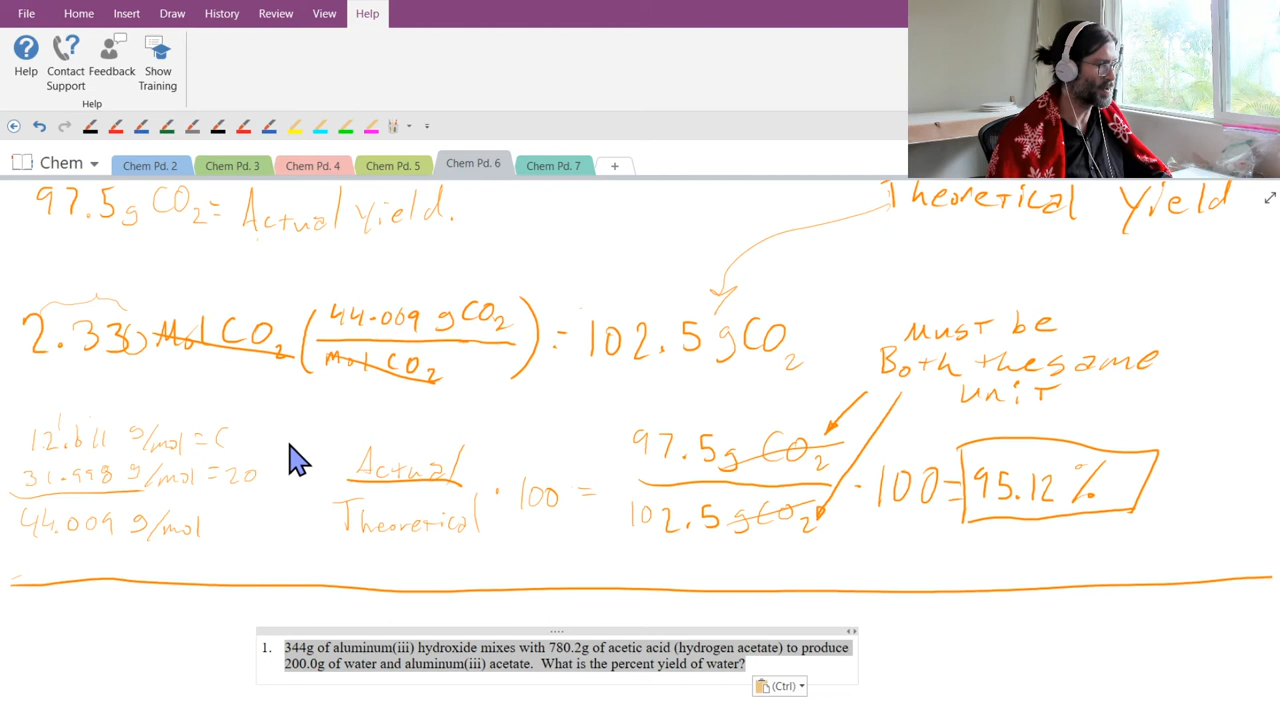 File Home Insert Draw History Review View Help
Help Contact Support Feedback Show Training
Help
Chem Chem Pd. 2 Chem Pd. 3 Chem Pd. 4 Chem Pd. 5 Chem Pd. 6 Chem Pd. 7 +
97.5g CO2 = Actual yield.
Theoretical Yield
2.330 Mol CO2 (44.009 g CO2 / Mol CO2) = 102.5 g CO2
Must be
Both the same
unit
12.011 g/mol = C
31.998 g/mol = 2O
44.009 g/mol
Actual / Theoretical · 100 = 97.5g CO2 / 102.5 g CO2 · 100 = 95.12 %
1. 344g of aluminum(iii) hydroxide mixes with 780.2g of acetic acid (hydrogen acetate) to produce
200.0g of water and aluminum(iii) acetate. What is the percent yield of water?
(Ctrl)